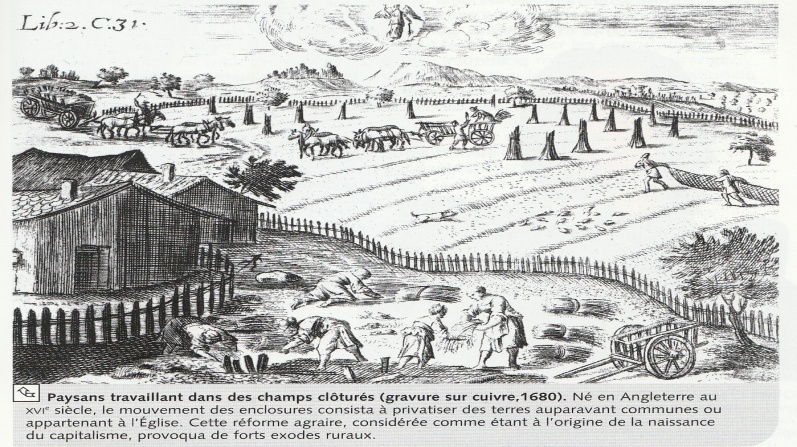 Lib: 2. C. 31.
Paysans travaillant dans des champs clôturés (gravure sur cuivre,1680). Né en Angleterre au
XVIᵉ siècle, le mouvement des enclosures consista à privatiser des terres auparavant communes ou
appartenant à l'Église. Cette réforme agraire, considérée comme étant à l'origine de la naissance
du capitalisme, provoqua de forts exodes ruraux.